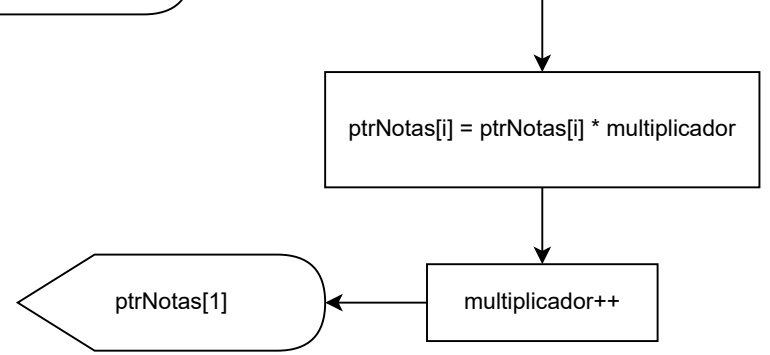 ptrNotas[i] = ptrNotas[i] * multiplicador
ptrNotas[1]
multiplicador++